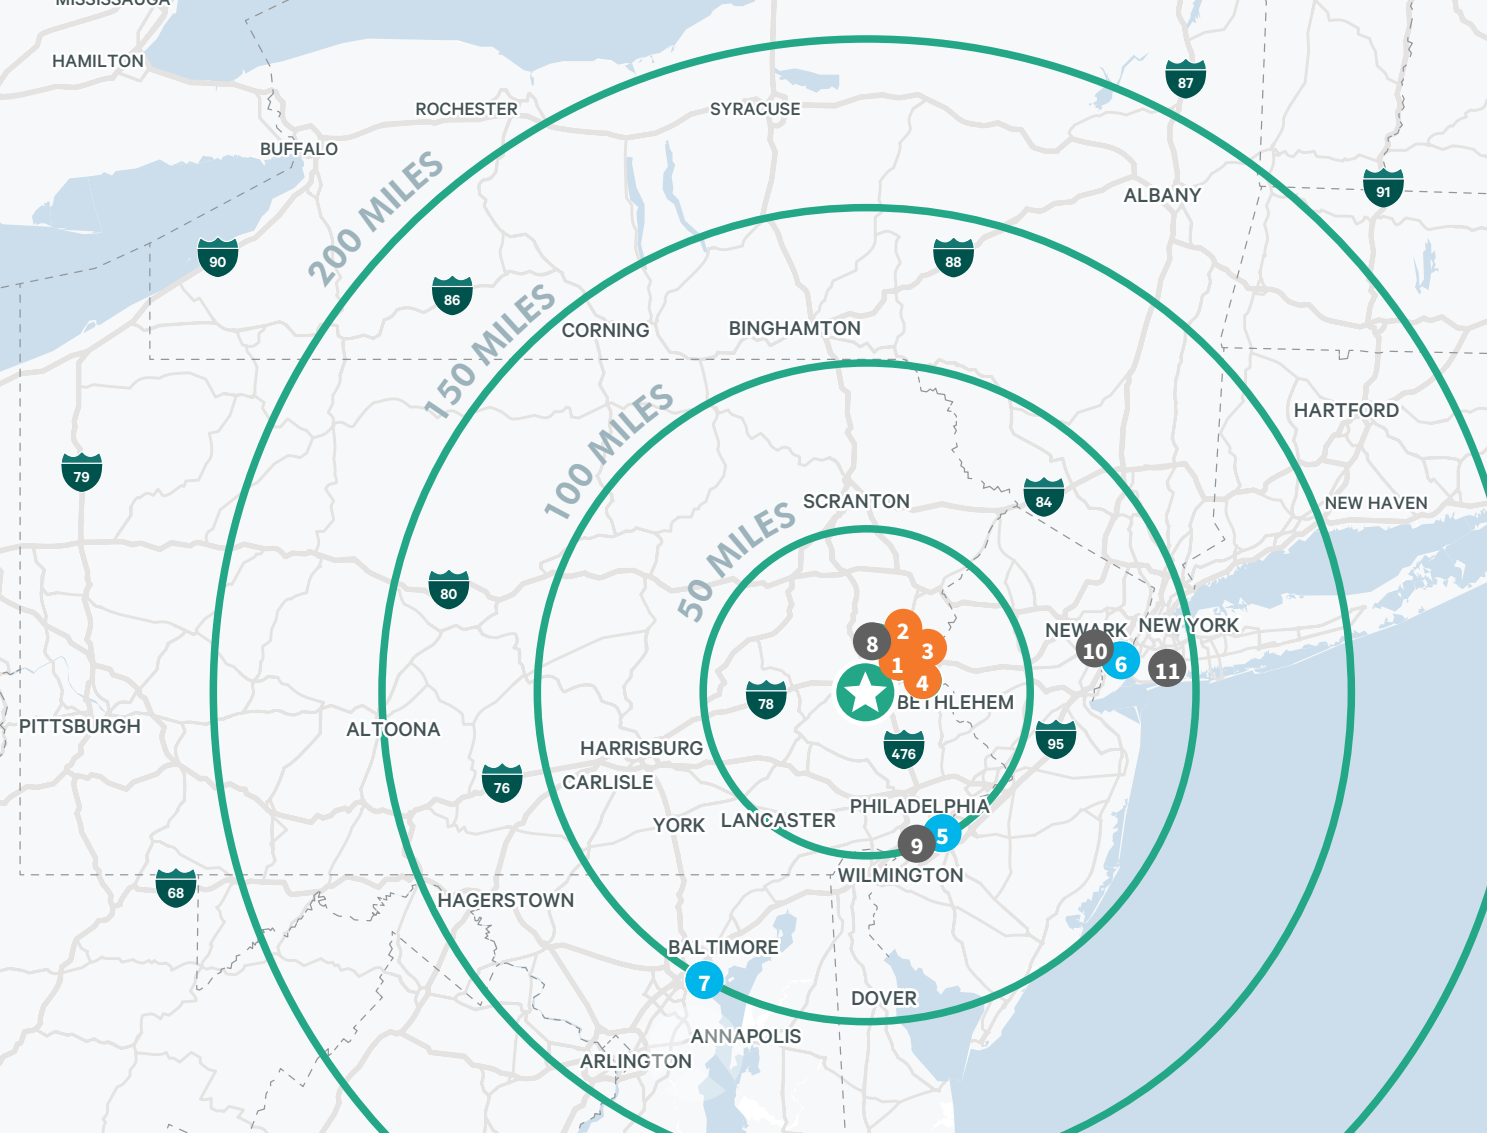 MISSISSAUGA
HAMILTON
87
ROCHESTER
SYRACUSE
BUFFALO
200 MILES
91
ALBANY
90
88
86
150 MILES
CORNING
BINGHAMTON
100 MILES
HARTFORD
79
84
SCRANTON
NEW HAVEN
50 MILES
80
2
NEWARK
NEW YORK
8
3
10
1
6
11
4
78
BETHLEHEM
PITTSBURGH
ALTOONA
HARRISBURG
476
95
76
CARLISLE
PHILADELPHIA
YORK
LANCASTER
5
9
WILMINGTON
68
HAGERSTOWN
BALTIMORE
7
DOVER
ANNAPOLIS
ARLINGTON